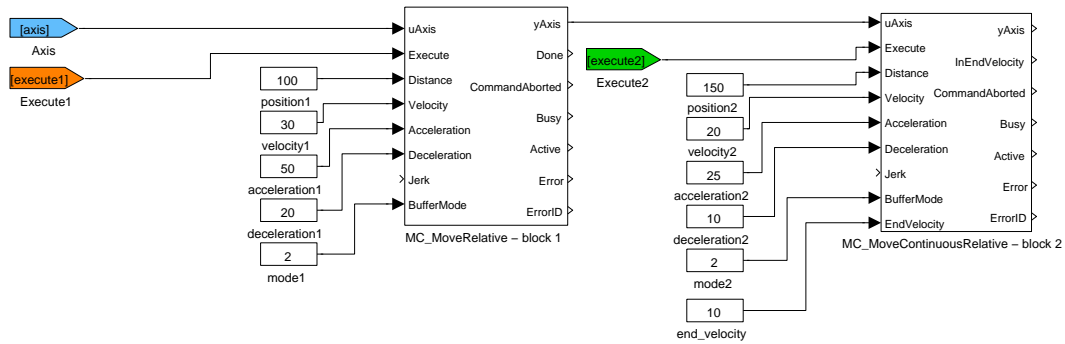 [axis]
Axis
[execute1]
Execute1
100
position1
30
velocity1
50
acceleration1
20
deceleration1
2
mode1
uAxis
Execute
Distance
Velocity
Acceleration
Deceleration
Jerk
BufferMode
yAxis
Done
CommandAborted
Busy
Active
Error
ErrorID
MC_MoveRelative – block 1
[execute2]
Execute2
150
position2
20
velocity2
25
acceleration2
10
deceleration2
2
mode2
10
end_velocity
uAxis
Execute
Distance
Velocity
Acceleration
Deceleration
Jerk
BufferMode
EndVelocity
yAxis
InEndVelocity
CommandAborted
Busy
Active
Error
ErrorID
MC_MoveContinuousRelative – block 2